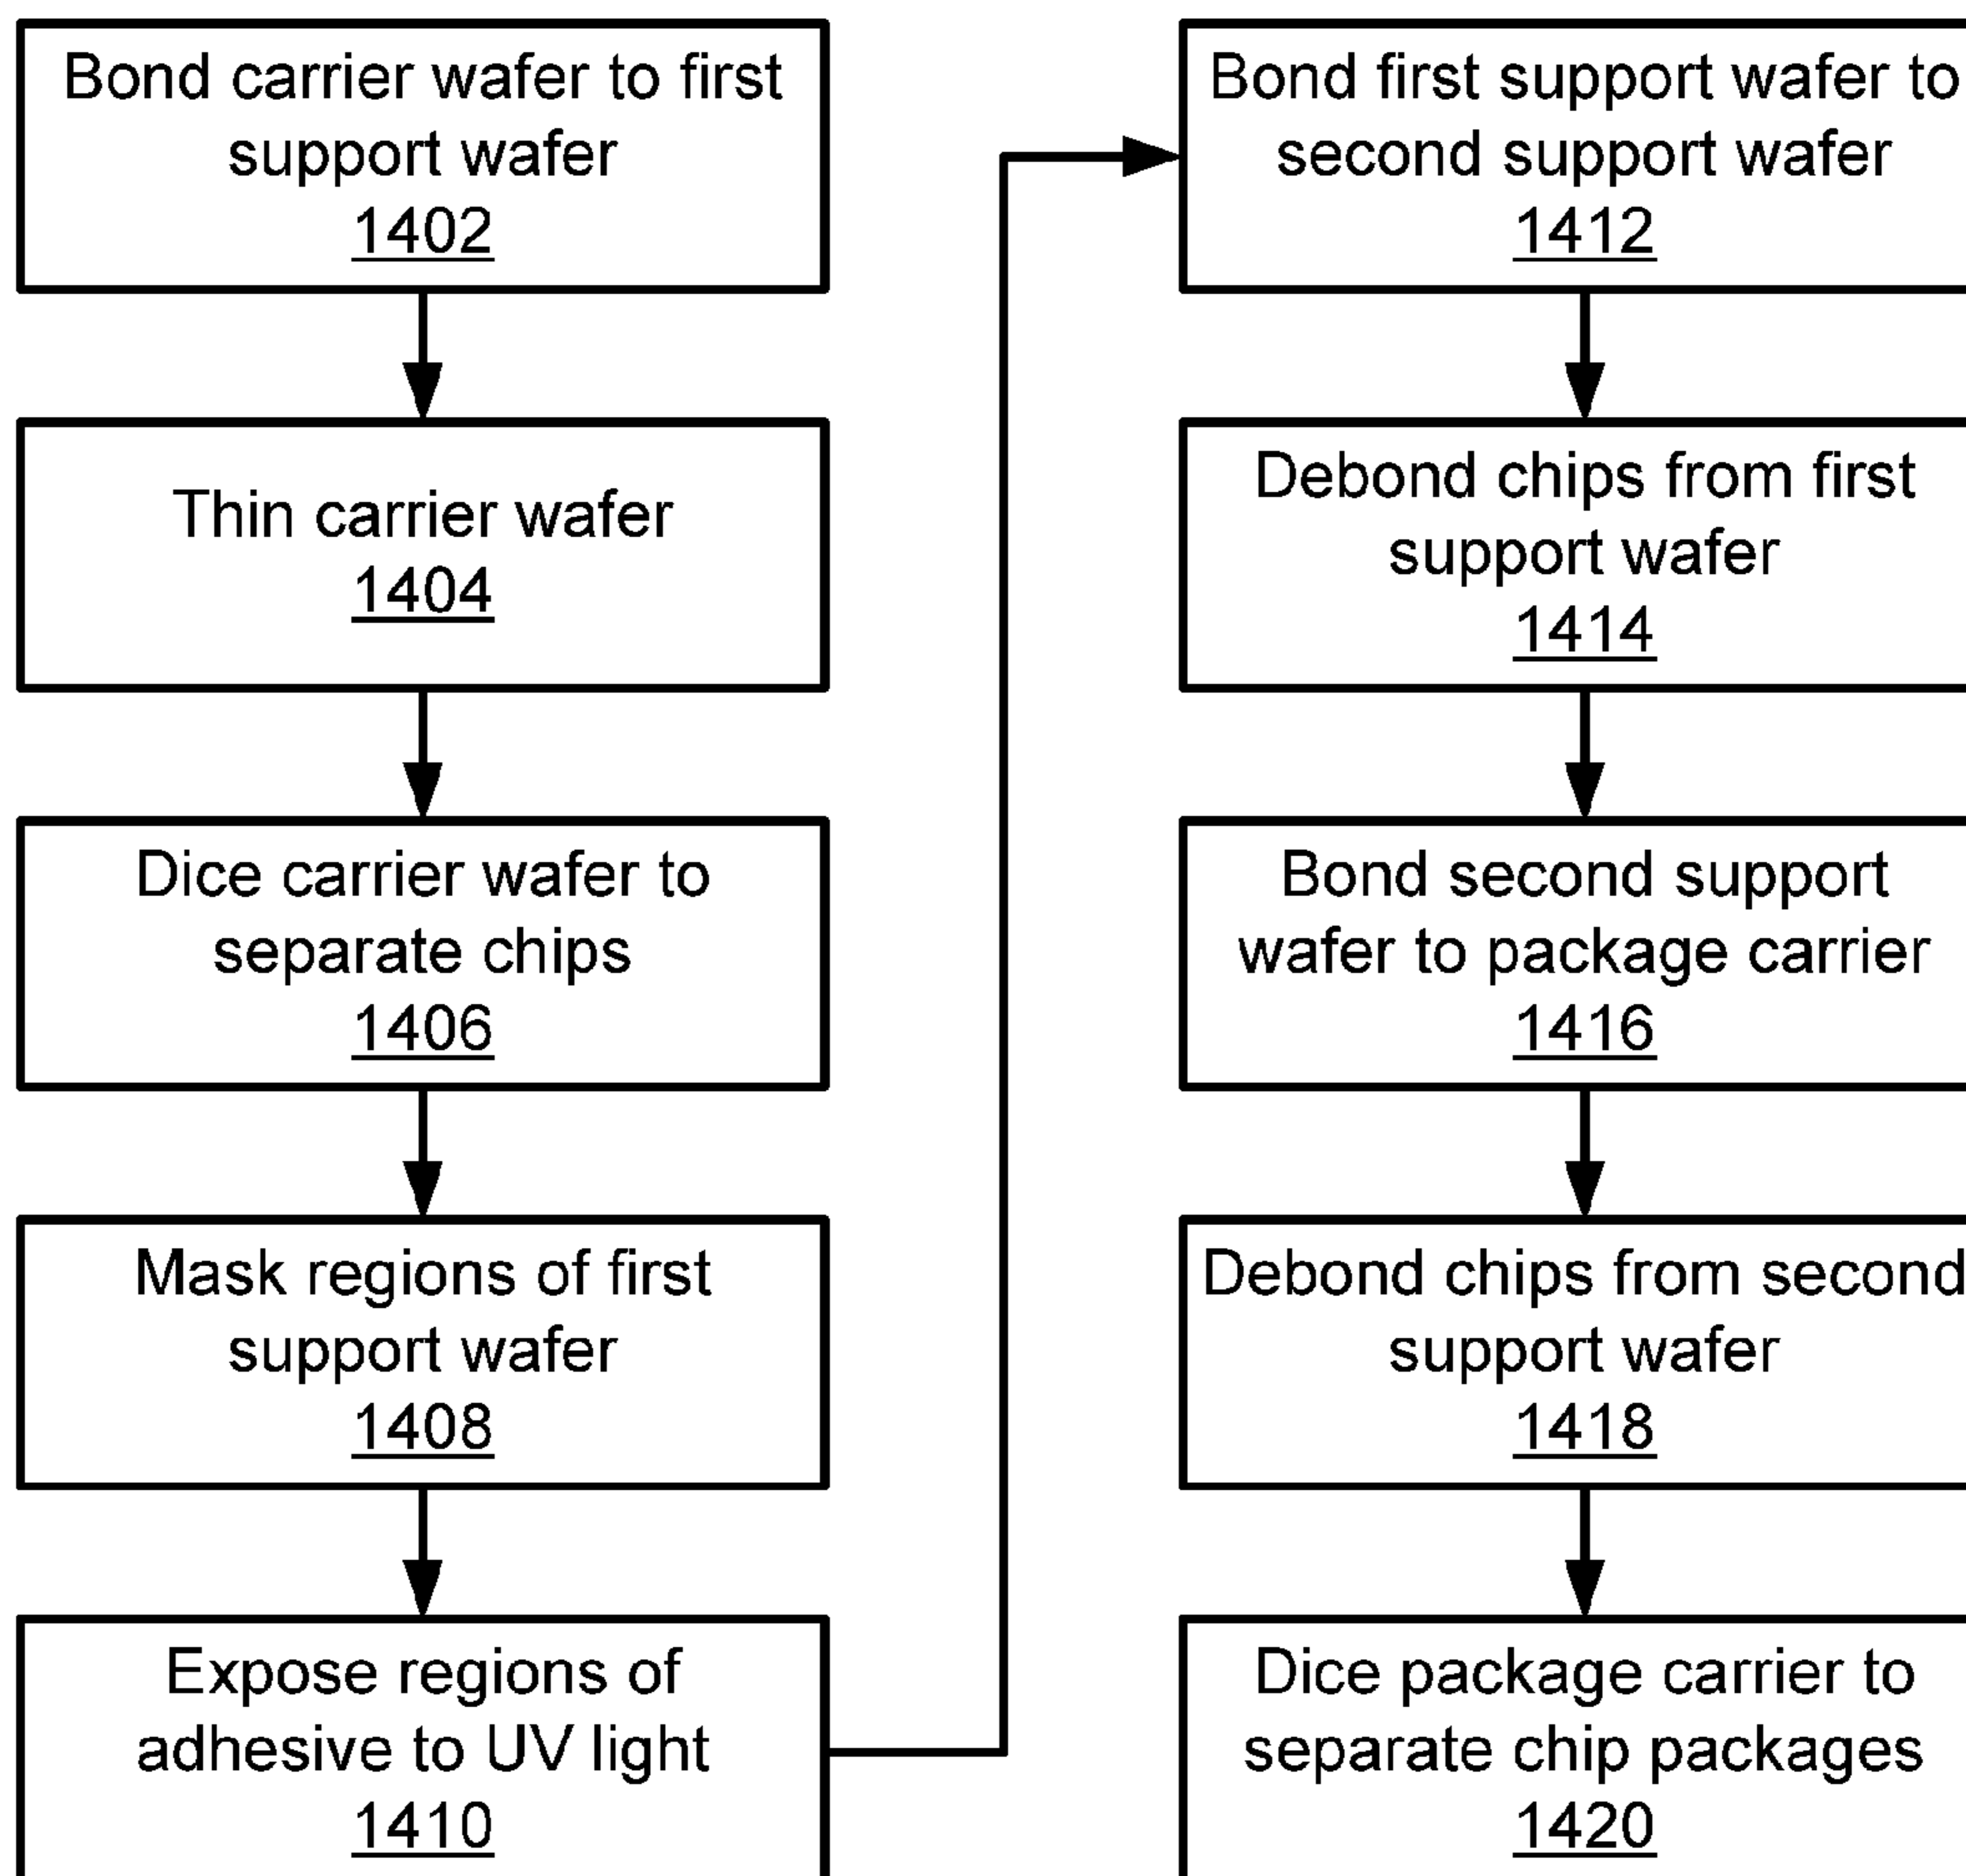 Bond carrier wafer to first
support wafer
1402
Thin carrier wafer
1404
Dice carrier wafer to
separate chips
1406
Mask regions of first
support wafer
1408
Expose regions of
adhesive to UV light
1410
Bond first support wafer to
second support wafer
1412
Debond chips from first
support wafer
1414
Bond second support
wafer to package carrier
1416
Debond chips from second
support wafer
1418
Dice package carrier to
separate chip packages
1420